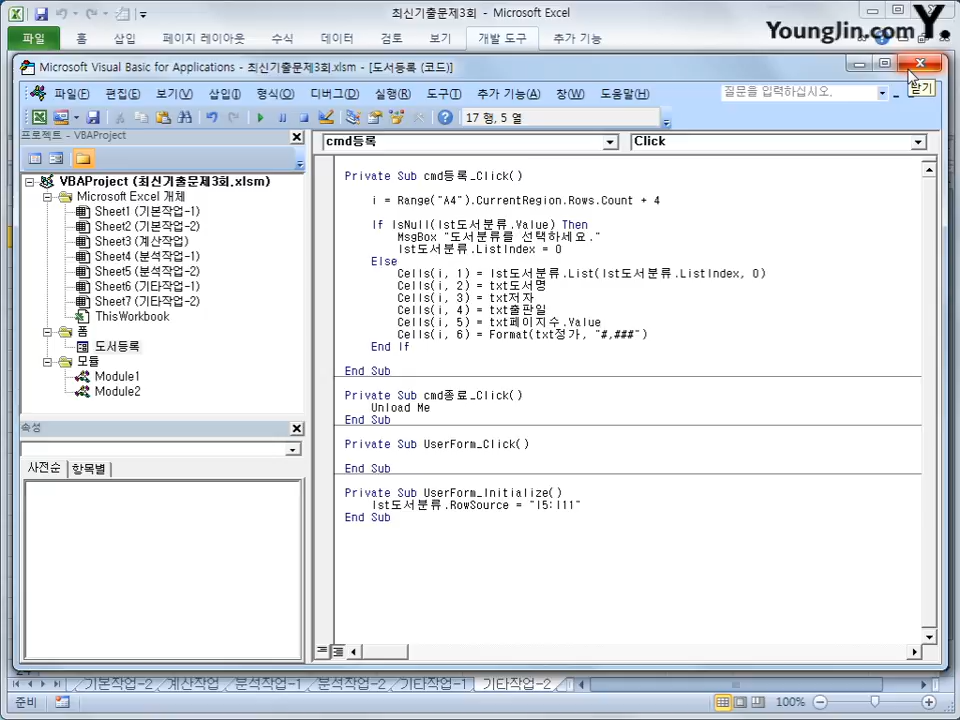 최신기출문제3회 - Microsoft Excel
파일 홈 삽입 페이지 레이아웃 수식 데이터 검토 보기 개발 도구 추가 기능
YoungJin.com Y.
Microsoft Visual Basic for Applications - 최신기출문제3회.xlsm - [도서등록 (코드)]
닫기
파일(F) 편집(E) 보기(V) 삽입(I) 형식(O) 디버그(D) 실행(R) 도구(T) 추가 기능(A) 창(W) 도움말(H)
질문을 입력하십시오.
17 행, 5 열
프로젝트 - VBAProject
VBAProject (최신기출문제3회.xlsm)
Microsoft Excel 개체
Sheet1 (기본작업-1)
Sheet2 (기본작업-2)
Sheet3 (계산작업)
Sheet4 (분석작업-1)
Sheet5 (분석작업-2)
Sheet6 (기타작업-1)
Sheet7 (기타작업-2)
ThisWorkbook
폼
도서등록
모듈
Module1
Module2
속성
사전순 항목별
cmd등록 Click
Private Sub cmd등록_Click()
i = Range("A4").CurrentRegion.Rows.Count + 4
If IsNull(lst도서분류.Value) Then
MsgBox "도서분류를 선택하세요."
lst도서분류.ListIndex = 0
Else
Cells(i, 1) = lst도서분류.List(lst도서분류.ListIndex, 0)
Cells(i, 2) = txt도서명
Cells(i, 3) = txt저자
Cells(i, 4) = txt출판일
Cells(i, 5) = txt페이지수.Value
Cells(i, 6) = Format(txt정가, "#,###")
End If
End Sub
Private Sub cmd종료_Click()
Unload Me
End Sub
Private Sub UserForm_Click()
End Sub
Private Sub UserForm_Initialize()
lst도서분류.RowSource = "I5:I11"
End Sub
기본작업-2 계산작업 분석작업-1 분석작업-2 기타작업-1 기타작업-2
준비
100%